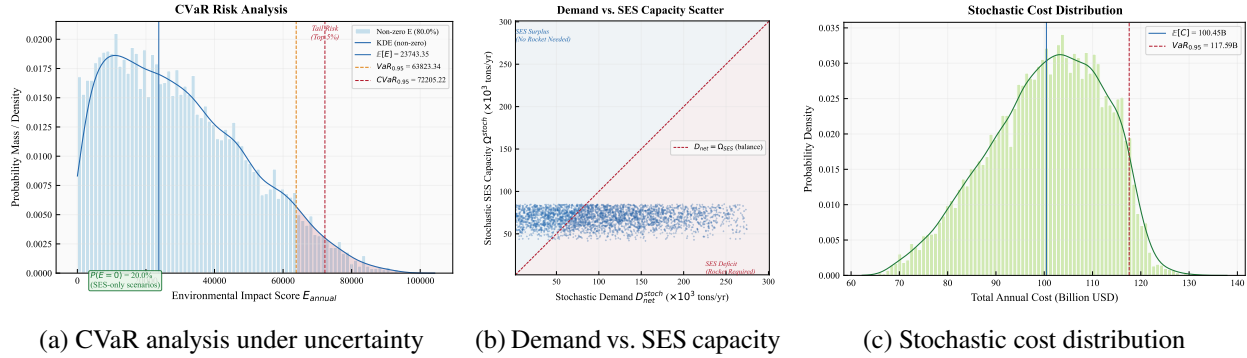 CVaR Risk Analysis
Probability Mass / Density
0.0200
0.0175
0.0150
0.0125
0.0100
0.0075
0.0050
0.0025
0.0000
Tail Risk
(Top 5%)
Non-zero E (80.0%)
KDE (non-zero)
𝔼[E] = 23743.35
VaR₀.₉₅ = 63823.34
CVaR₀.₉₅ = 72205.22
P(E = 0) = 20.0%
(SES-only scenarios)
0 20000 40000 60000 80000 100000
Environmental Impact Score E_annual
(a) CVaR analysis under uncertainty
Demand vs. SES Capacity Scatter
Stochastic SES Capacity Ω^stoch (×10³ tons/yr)
300
250
200
150
100
50
SES Surplus
(No Rocket Needed)
D_net = Ω_SES (balance)
SES Deficit
(Rocket Required)
50 100 150 200 250 300
Stochastic Demand D_net^stoch (×10³ tons/yr)
(b) Demand vs. SES capacity
Stochastic Cost Distribution
Probability Density
0.035
0.030
0.025
0.020
0.015
0.010
0.005
0.000
𝔼[C] = 100.45B
VaR₀.₉₅ = 117.59B
60 70 80 90 100 110 120 130 140
Total Annual Cost (Billion USD)
(c) Stochastic cost distribution